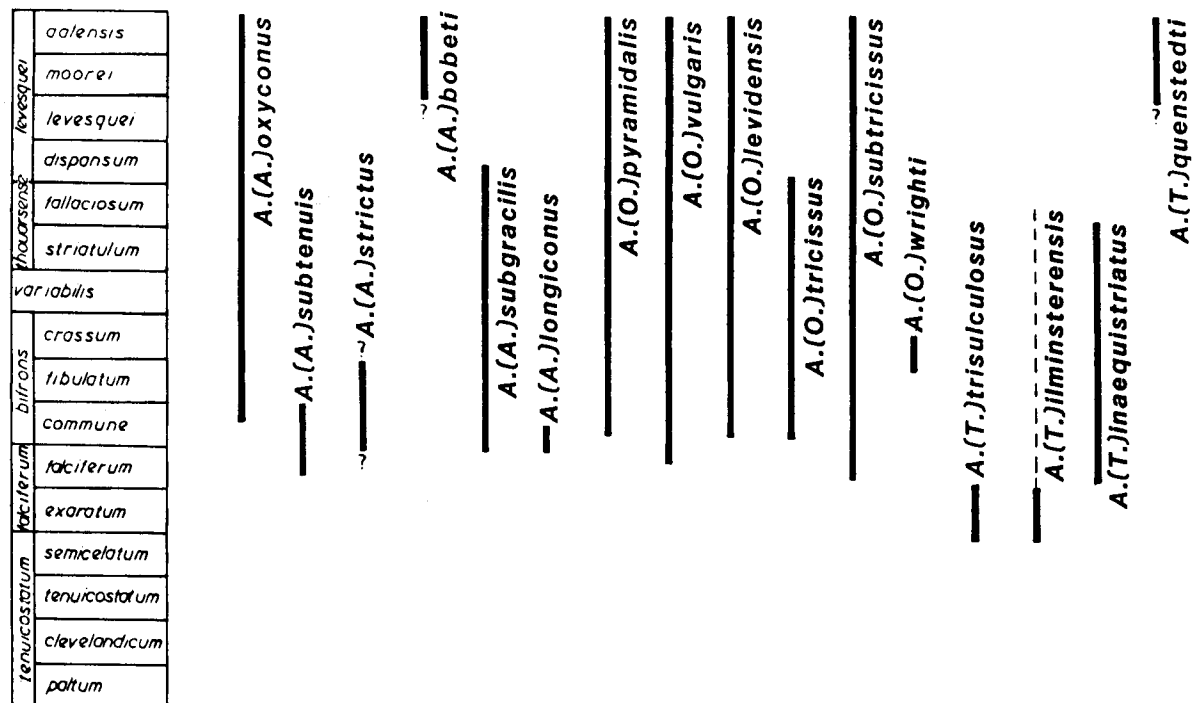 levesquei
thouarsense
variabilis
bifrons
falciferum
tenuicostatum
aalensis
moorei
levesquei
dispansum
fallaciosum
striatulum
crassum
fibulatum
commune
falciferum
exaratum
semicelatum
tenuicostatum
clevelandicum
paltum
A.(A.)oxyconus
A.(A.)subtenuis
?
A.(A.)strictus
?
A.(A.)bobeti
?
A.(A.)subgracilis
A.(A.)longiconus
A.(O.)pyramidalis
A.(O.)vulgaris
A.(O.)levidensis
A.(O.)tricissus
A.(O.)subtricissus
A.(O.)wrighti
A.(T.)trisulculosus
A.(T.)ilminsterensis
A.(T.)inaequistriatus
?
A.(T.)quenstedti